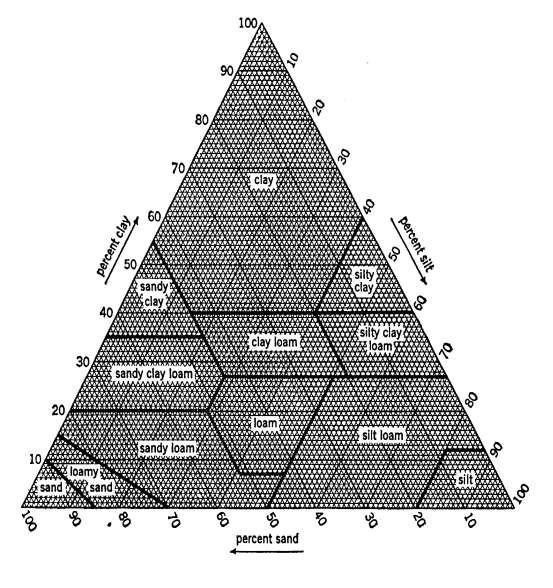 100
90
10
80
20
70
30
clay
60
40
percent clay
percent silt
50
50
silty
clay
sandy
clay
40
60
clay loam
silty clay
loam
30
70
sandy clay loam
20
80
loam
silt loam
sandy loam
10
90
loamy
sand
sand
silt
100
90
80
70
60
50
40
30
20
10
100
percent sand